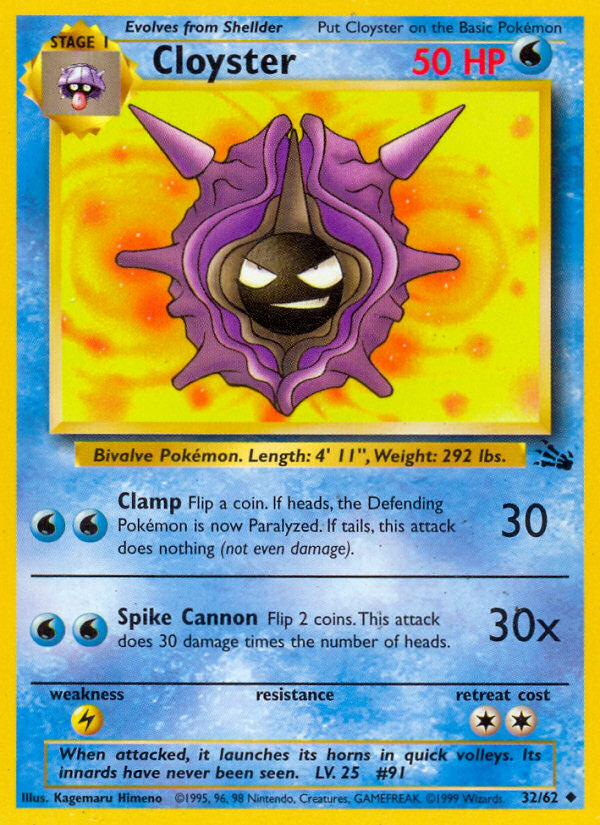 Evolves from Shellder Put Cloyster on the Basic Pokémon
STAGE 1
Cloyster 50 HP
Bivalve Pokémon. Length: 4' 11", Weight: 292 lbs.
Clamp Flip a coin. If heads, the Defending
Pokémon is now Paralyzed. If tails, this attack
does nothing (not even damage).
30
Spike Cannon Flip 2 coins. This attack
does 30 damage times the number of heads.
30x
weakness resistance retreat cost
When attacked, it launches its horns in quick volleys. Its
innards have never been seen. LV. 25 #91
Illus. Kagemaru Himeno ©1995, 96, 98 Nintendo, Creatures, GAMEFREAK. ©1999 Wizards. 32/62